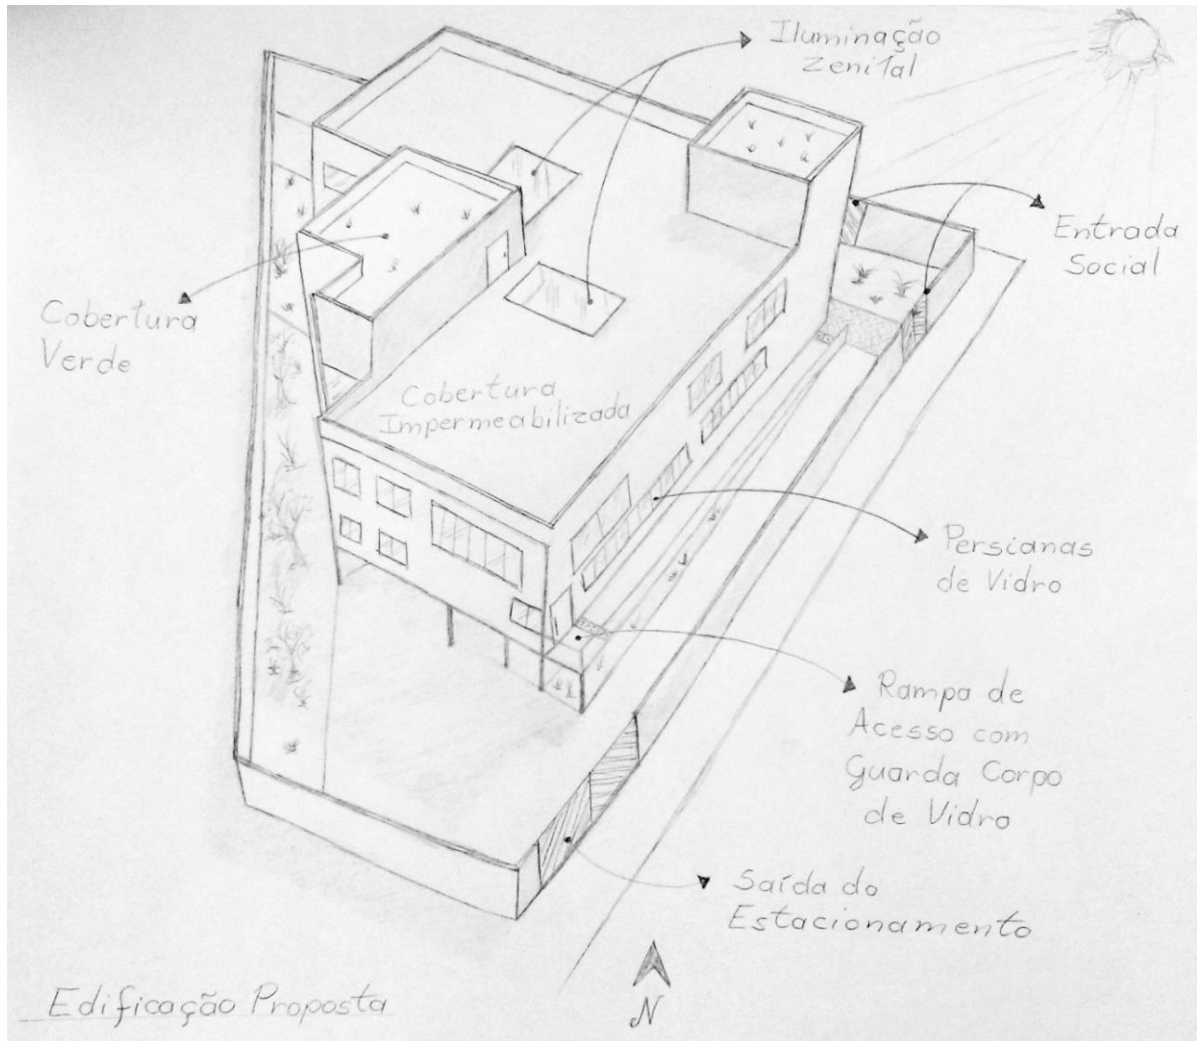 Iluminação
Zenital
Entrada
Social
Cobertura
Verde
Cobertura
Impermeabilizada
Persianas
de Vidro
Rampa de
Acesso com
Guarda Corpo
de Vidro
Saída do
Estacionamento
N
Edificação Proposta